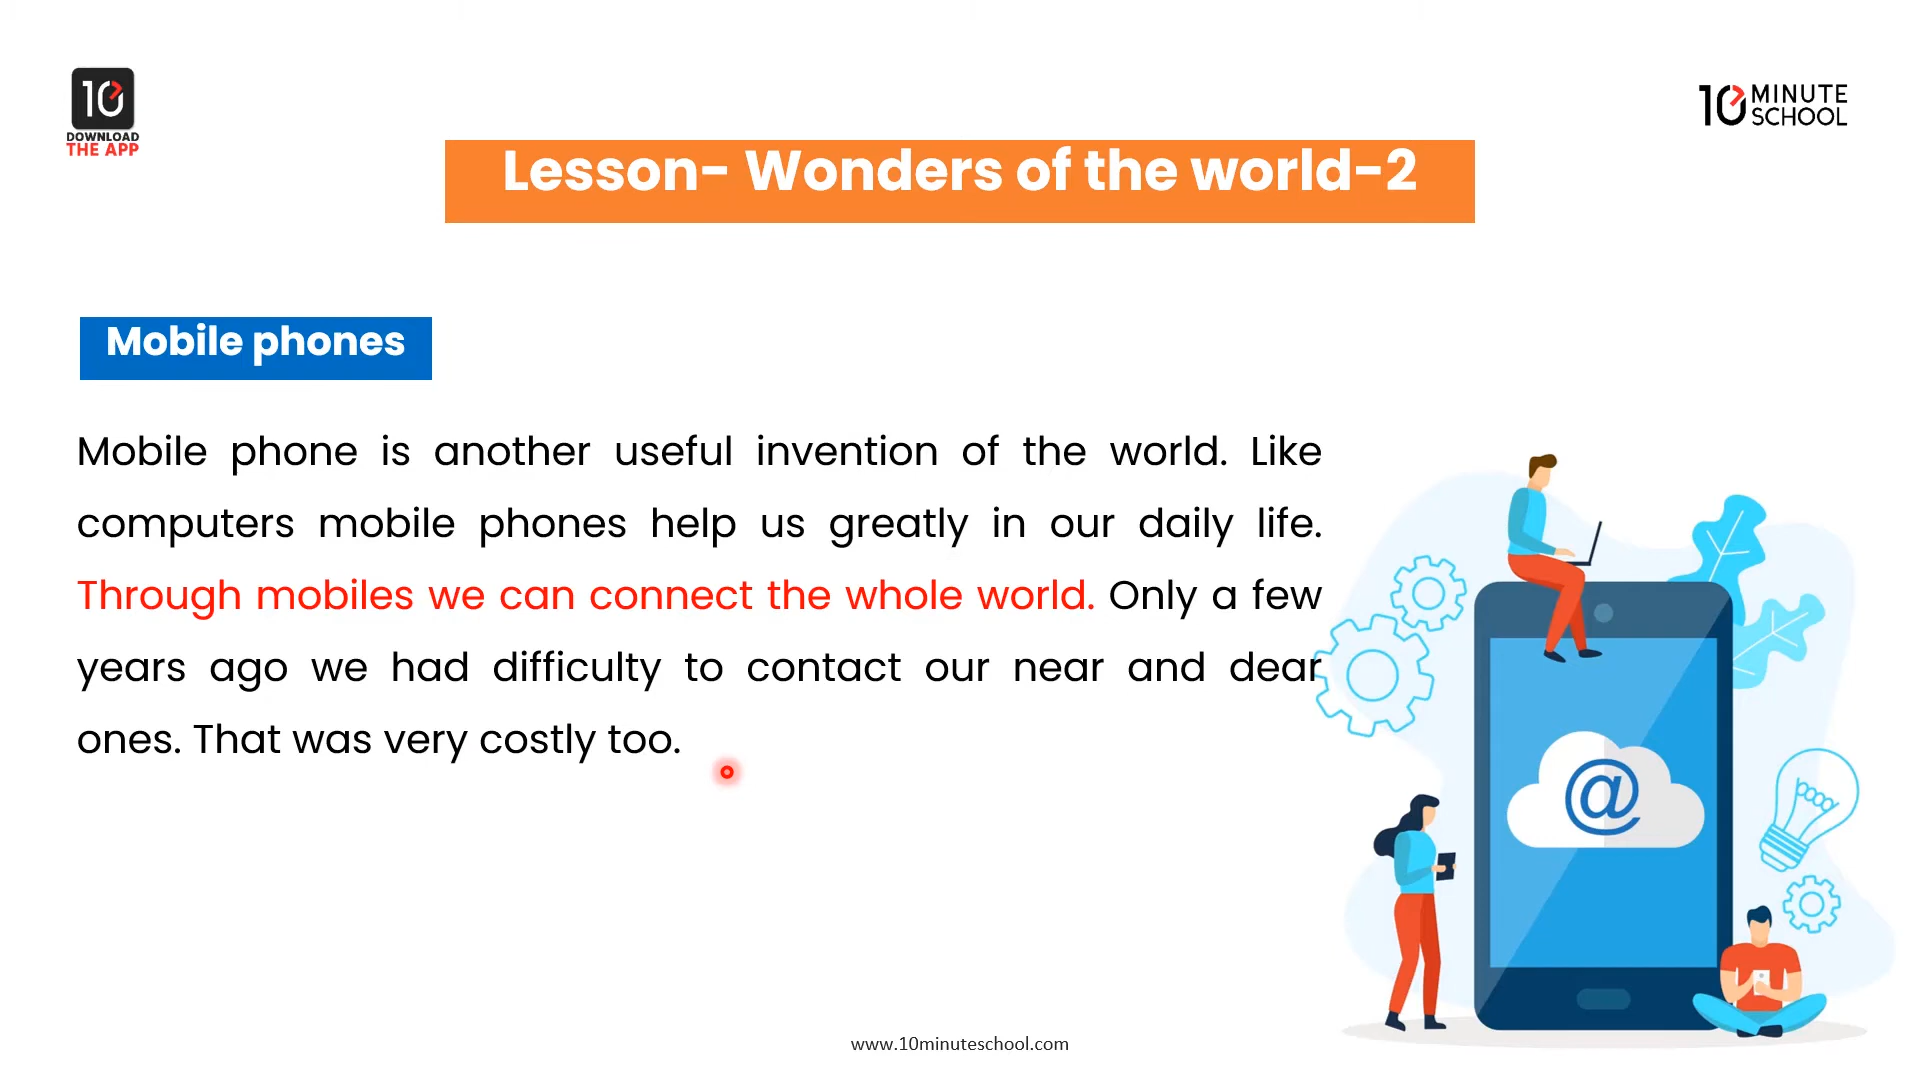 10
DOWNLOAD
THE APP
10 MINUTE
SCHOOL
Lesson- Wonders of the world-2
Mobile phones
Mobile phone is another useful invention of the world. Like
computers mobile phones help us greatly in our daily life.
Through mobiles we can connect the whole world. Only a few
years ago we had difficulty to contact our near and dear
ones. That was very costly too.
@
www.10minuteschool.com